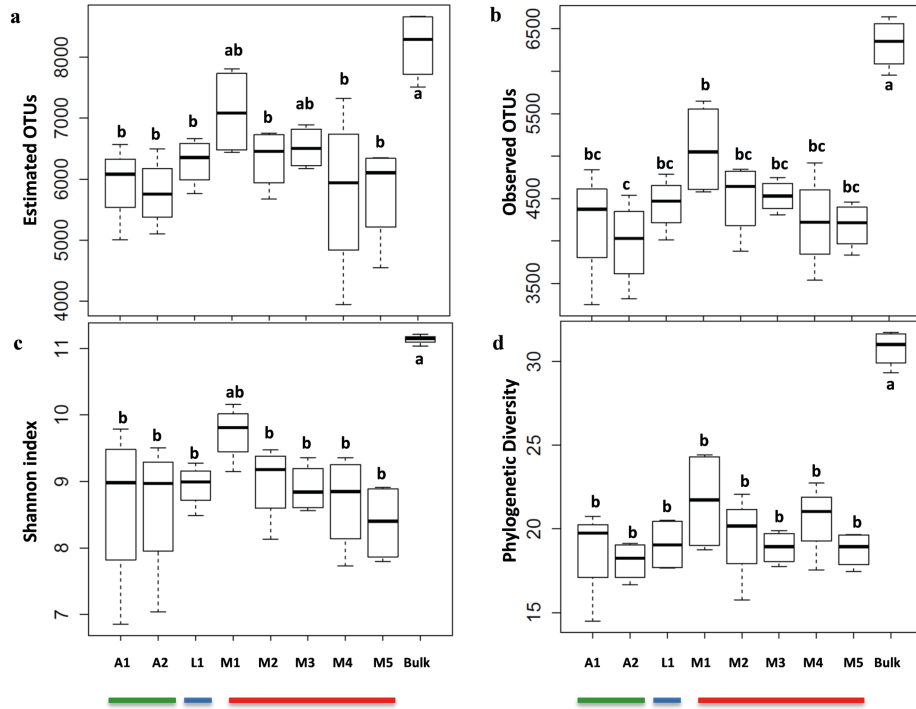 a
Estimated OTUs
8000
7000
6000
5000
4000
b b b ab b ab b b a
b
Observed OTUs
6500
5500
4500
3500
bc c bc b bc bc bc bc a
c
Shannon index
11
10
9
8
7
b b b ab b b b b a
A1 A2 L1 M1 M2 M3 M4 M5 Bulk
d
Phylogenetic Diversity
30
25
20
15
b b b b b b b b a
A1 A2 L1 M1 M2 M3 M4 M5 Bulk